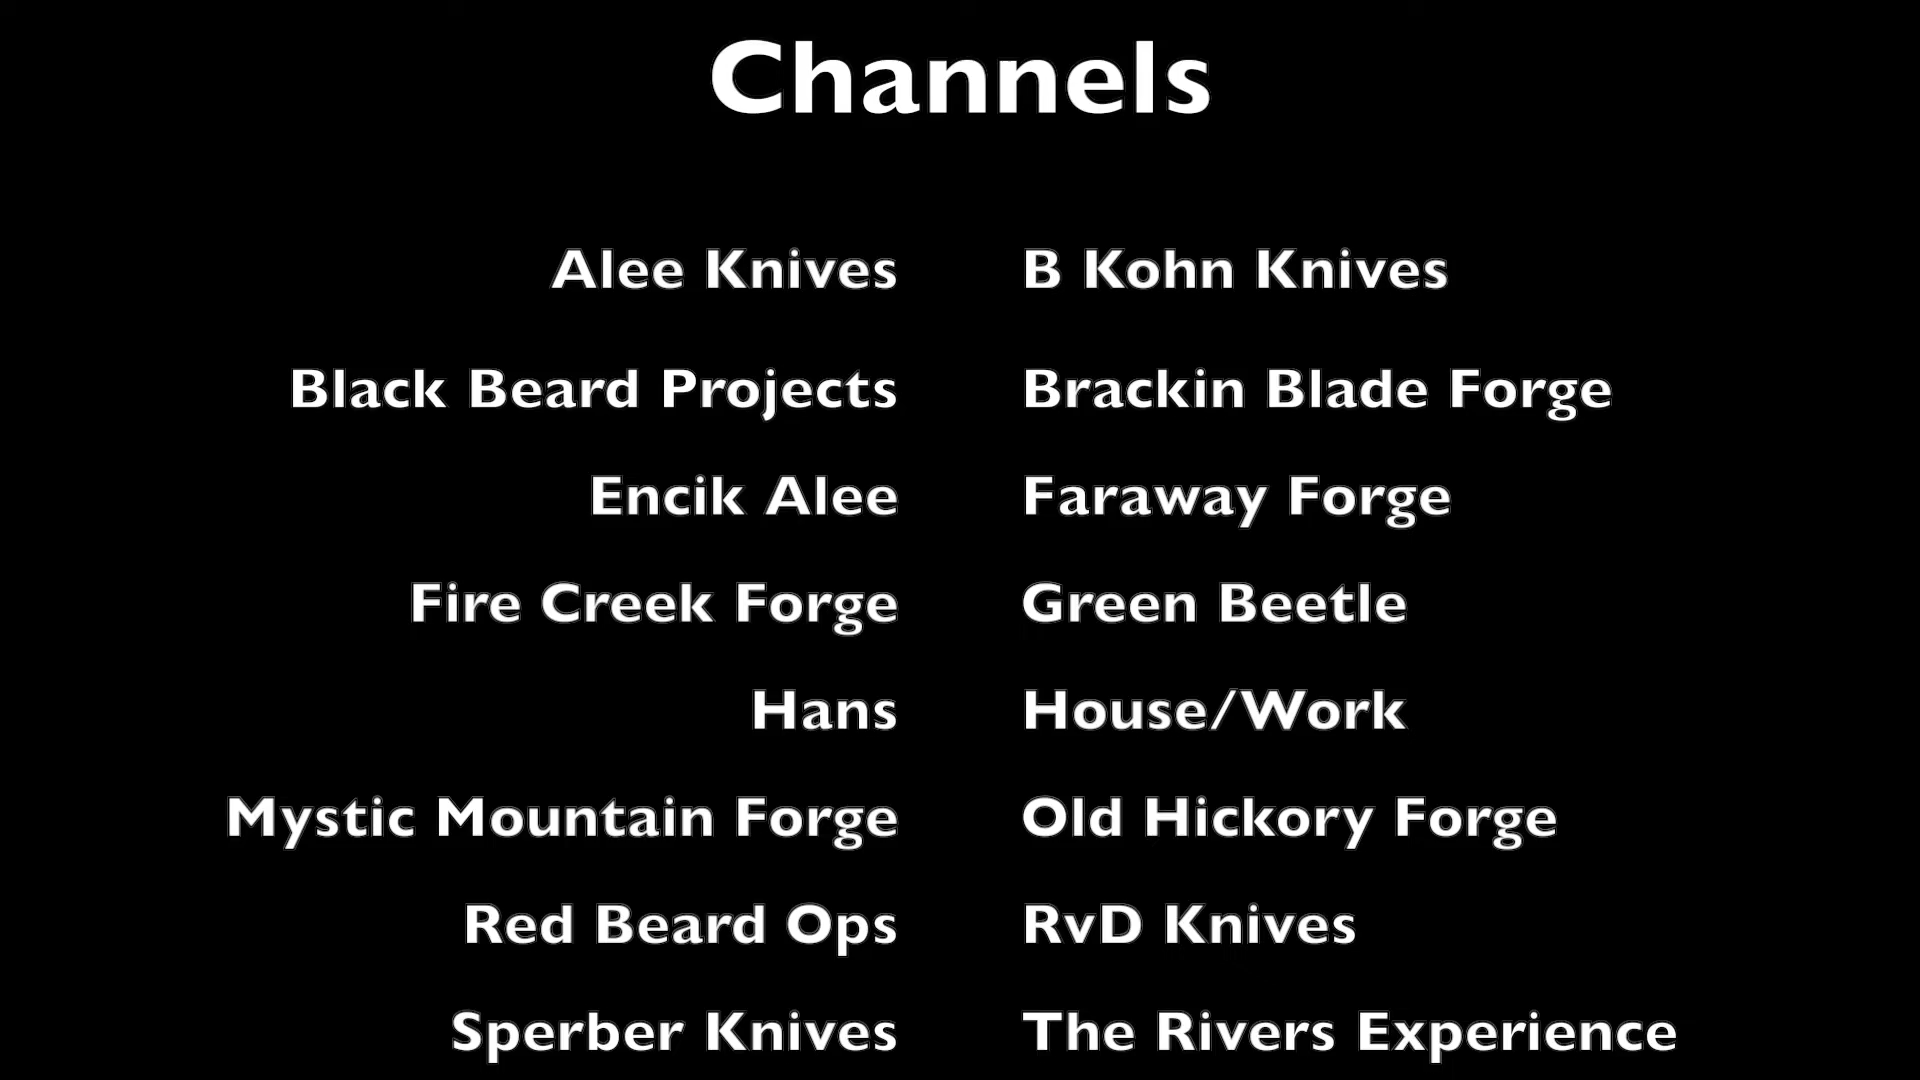 Channels
Alee Knives B Kohn Knives
Black Beard Projects Brackin Blade Forge
Encik Alee Faraway Forge
Fire Creek Forge Green Beetle
Hans House/Work
Mystic Mountain Forge Old Hickory Forge
Red Beard Ops RvD Knives
Sperber Knives The Rivers Experience